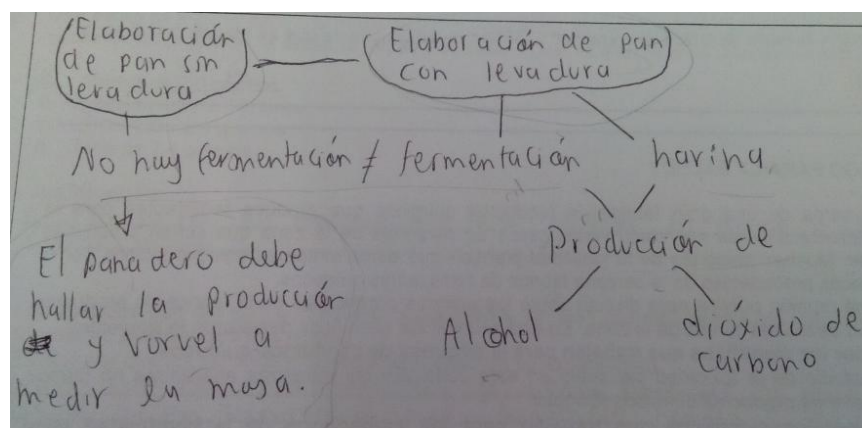 Elaboración
de pan sin
levadura
Elaboración de pan
con levadura
No hay fermentación ≠ fermentación harina
Producción de
Alcohol dióxido de
carbono
El panadero debe
hallar la producción
y vorvel a
medir la masa.